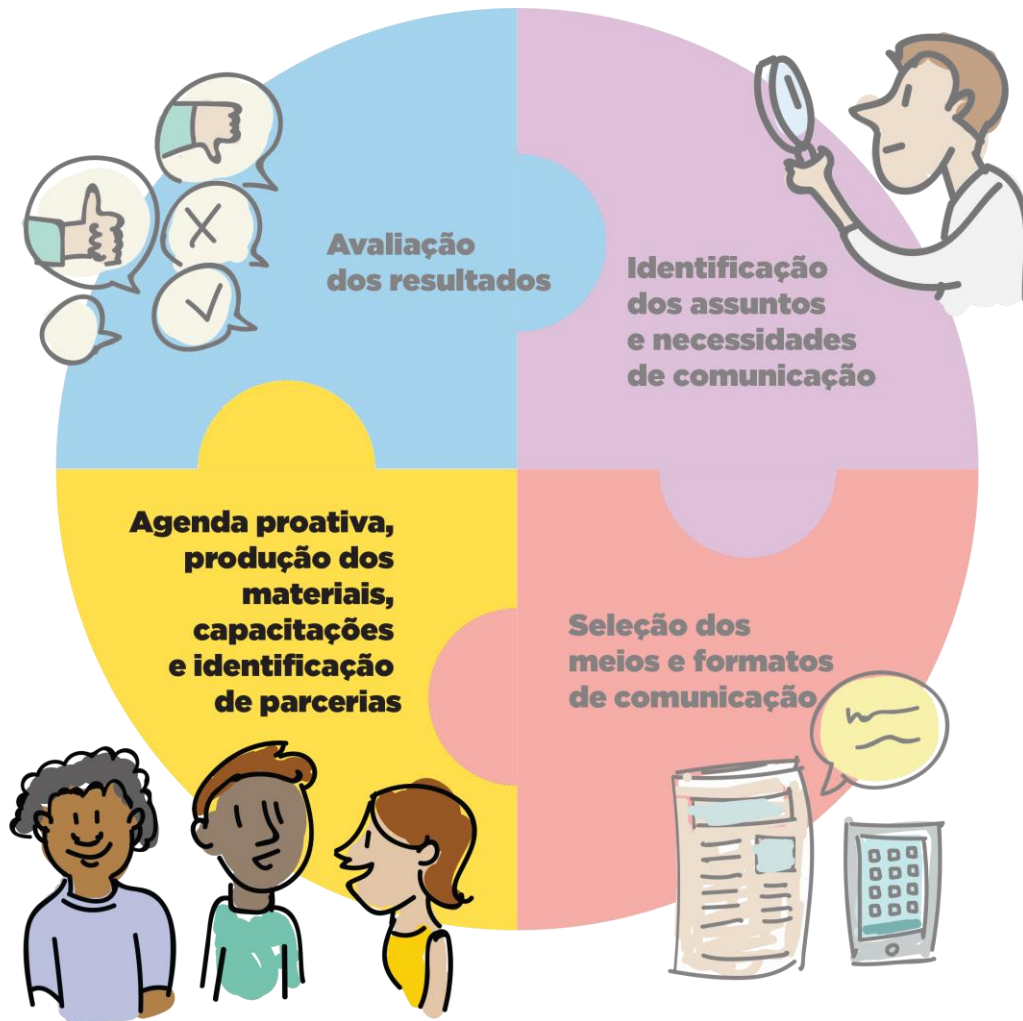 Avaliação
dos resultados
Identificação
dos assuntos
e necessidades
de comunicação
Agenda proativa,
produção dos
materiais,
capacitações
e identificação
de parcerias
Seleção dos
meios e formatos
de comunicação